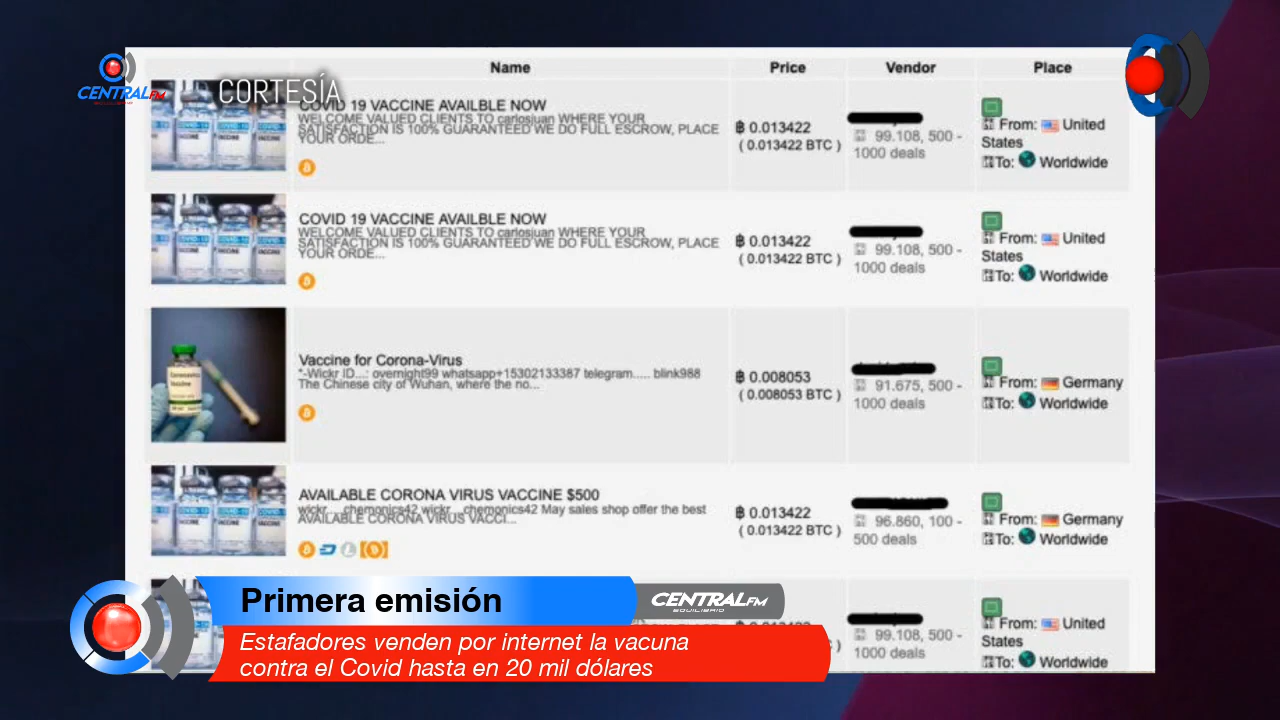 CENTRAL FM
EQUILIBRIO
CORTESÍA
Name
Price
Vendor
Place
COVID 19 VACCINE AVAILBLE NOW
WELCOME VALUED CLIENTS TO carlosjuan WHERE YOUR
SATISFACTION IS 100% GUARANTEED WE DO FULL ESCROW, PLACE
YOUR ORDE...
฿ 0.013422
( 0.013422 BTC )
99.108, 500 -
1000 deals
From: United
States
To: Worldwide
COVID 19 VACCINE AVAILBLE NOW
WELCOME VALUED CLIENTS TO carlosjuan WHERE YOUR
SATISFACTION IS 100% GUARANTEED WE DO FULL ESCROW, PLACE
YOUR ORDE...
฿ 0.013422
( 0.013422 BTC )
99.108, 500 -
1000 deals
From: United
States
To: Worldwide
Coronavirus
Vaccine
Vaccine for Corona-Virus
"-Wickr ID...: overnight99 whatsapp+15302133387 telegram..... blink988
The Chinese city of Wuhan, where the no...
฿ 0.008053
( 0.008053 BTC )
91.675, 500 -
1000 deals
From: Germany
To: Worldwide
COVID-19
VACCINE
AVAILABLE CORONA VIRUS VACCINE $500
wickr....chemonics42 wickr....chemonics42 May sales shop offer the best
AVAILABLE CORONA VIRUS VACCI...
฿ 0.013422
( 0.013422 BTC )
96.860, 100 -
500 deals
From: Germany
To: Worldwide
99.108, 500 -
1000 deals
From: United
States
To: Worldwide
Primera emisión
CENTRAL FM
EQUILIBRIO
Estafadores venden por internet la vacuna
contra el Covid hasta en 20 mil dólares